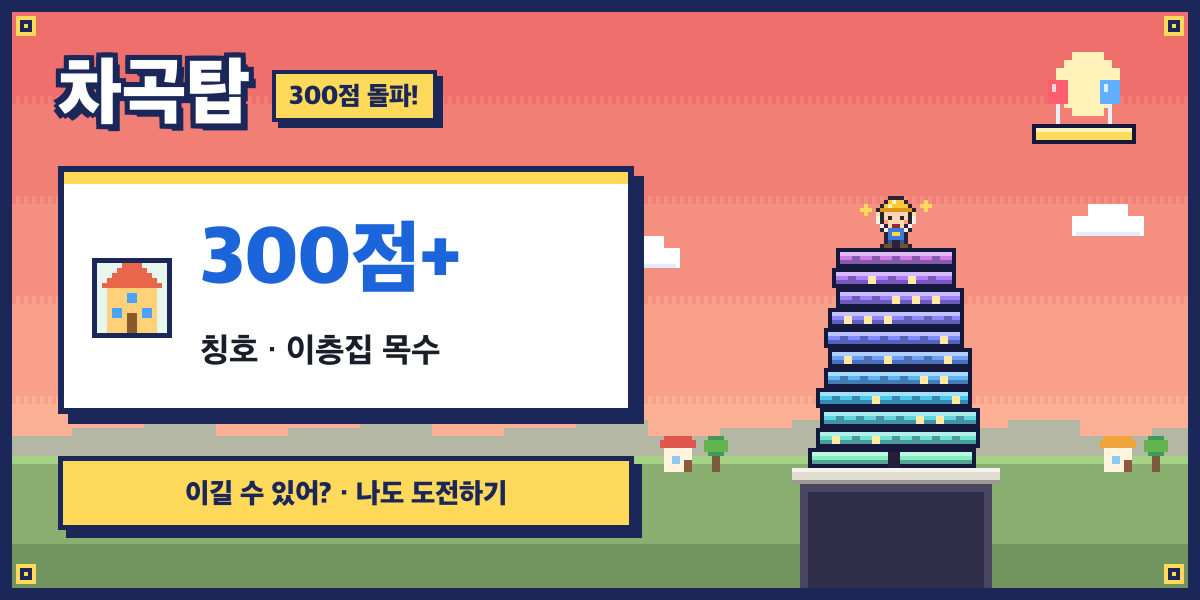 차곡탑
300점 돌파!
300점+
칭호 · 이층집 목수
이길 수 있어? · 나도 도전하기